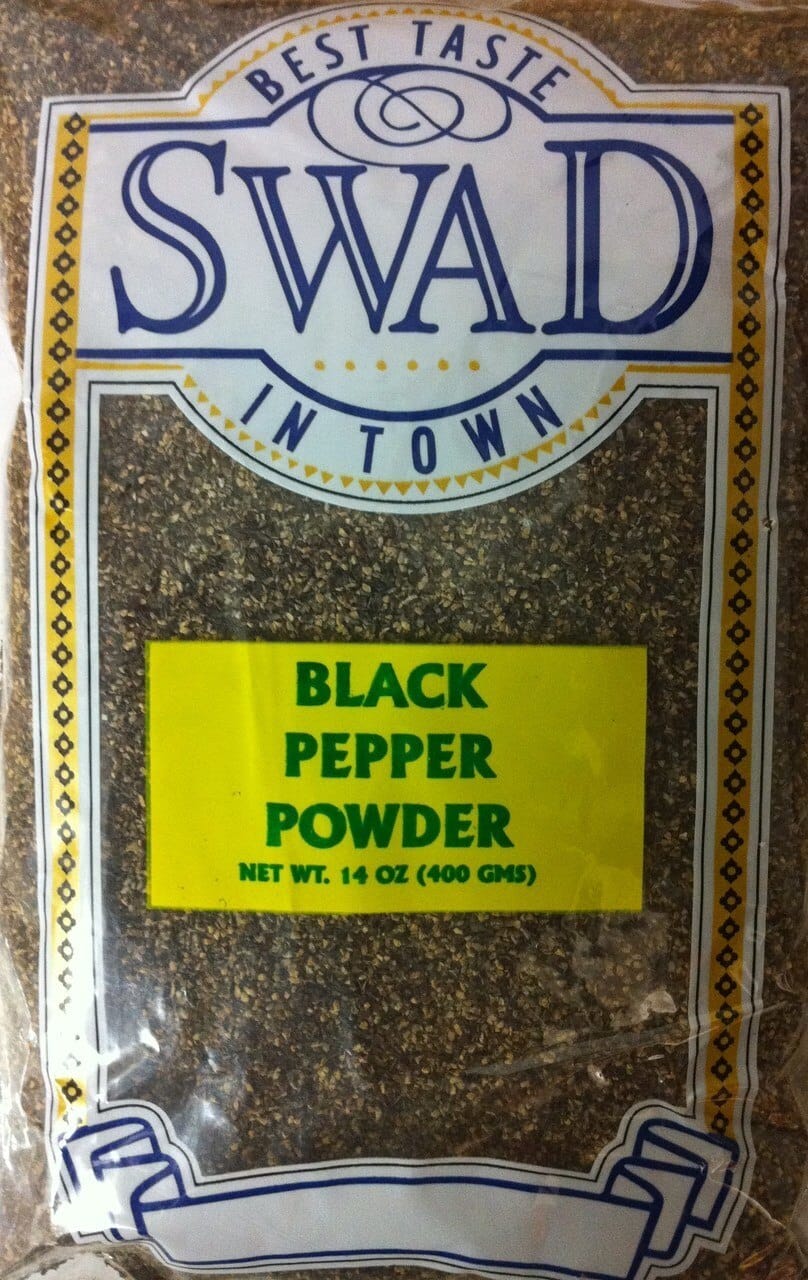 BEST TASTE
SWAD
IN TOWN
BLACK
PEPPER
POWDER
NET WT. 14 OZ (400 GMS)